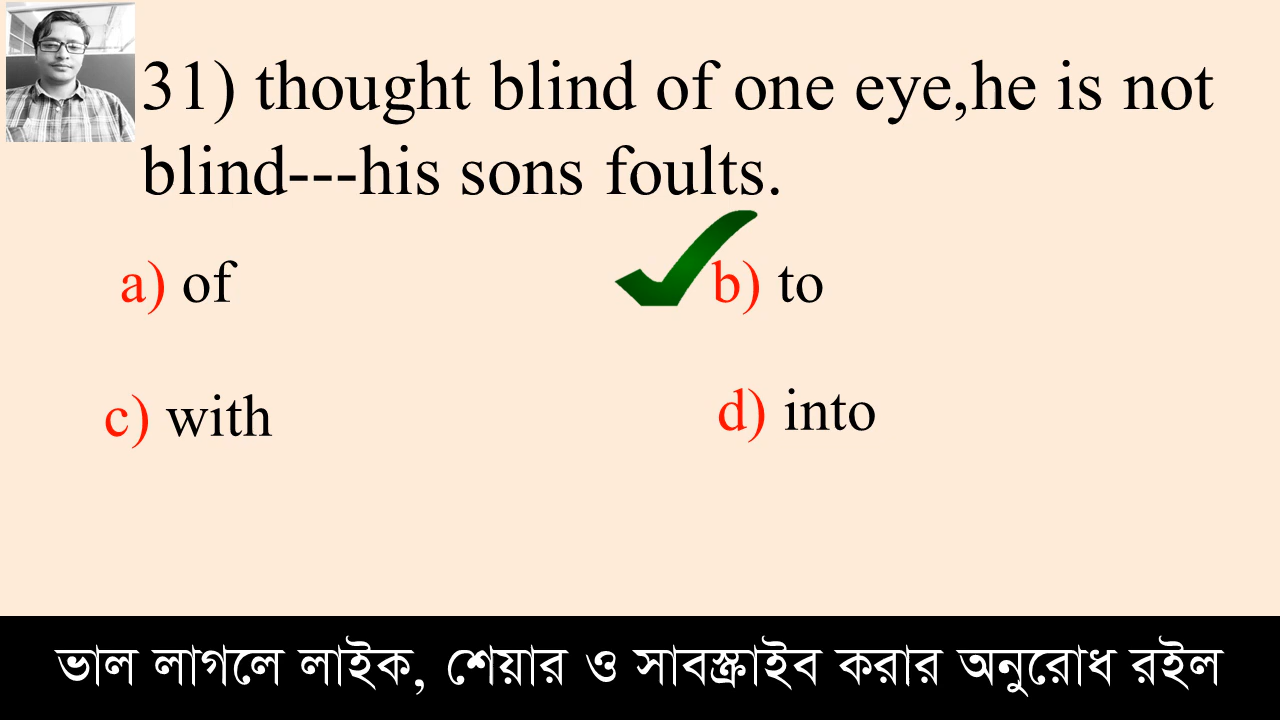 31) thought blind of one eye,he is not
blind---his sons foults.
a) of
b) to
c) with
d) into
ভাল লাগলে লাইক, শেয়ার ও সাবস্ক্রাইব করার অনুরোধ রইল